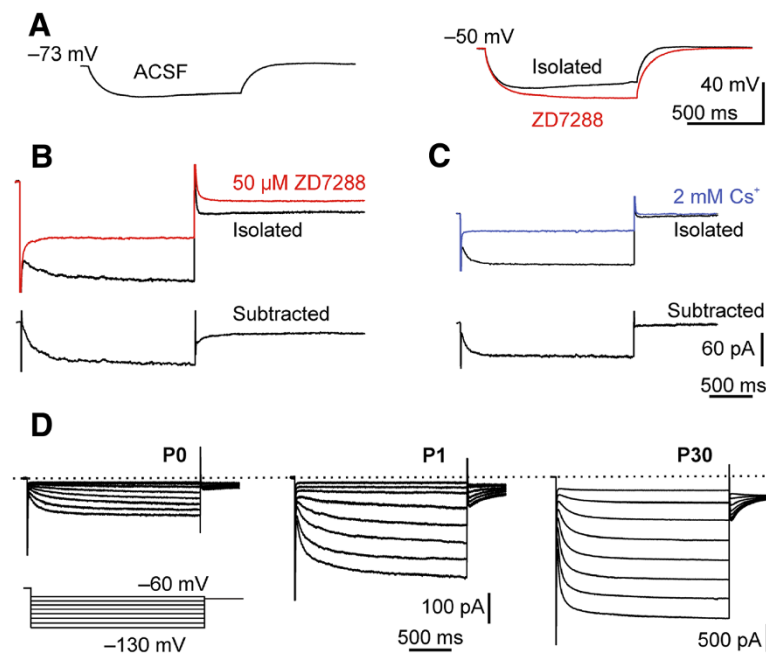 A
–73 mV
ACSF
–50 mV
Isolated
ZD7288
40 mV
500 ms
B
50 µM ZD7288
Isolated
Subtracted
C
2 mM Cs⁺
Isolated
Subtracted
60 pA
500 ms
D
P0
P1
P30
–60 mV
–130 mV
100 pA
500 ms
500 pA